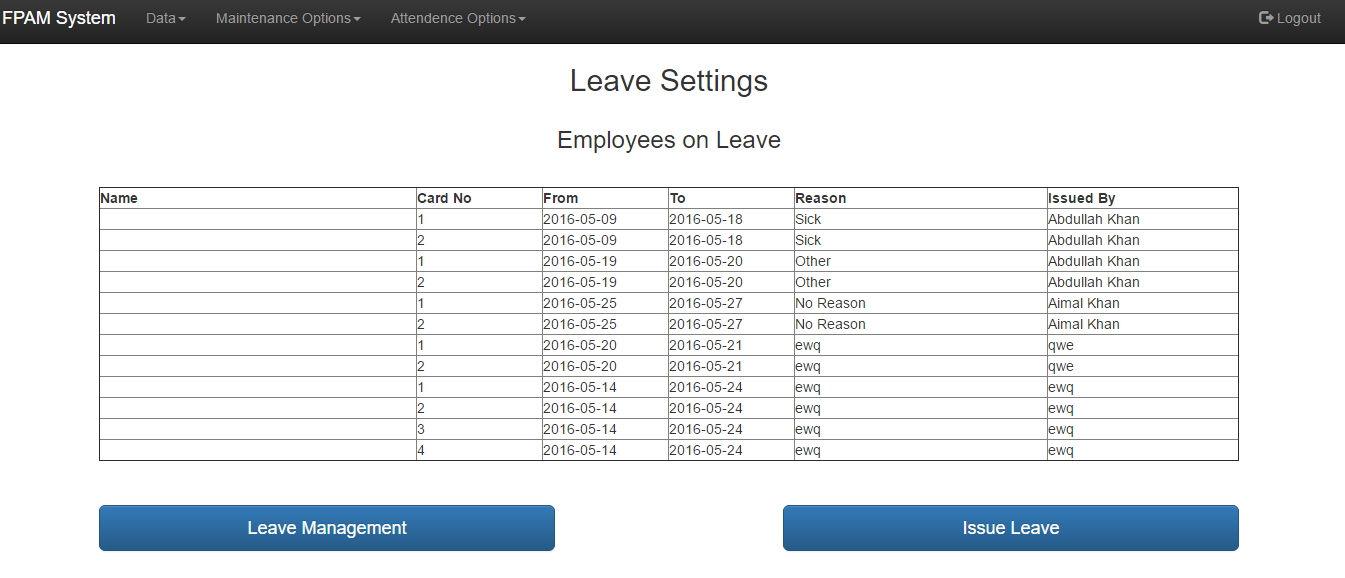 FPAM System Data Maintenance Options Attendence Options Logout
Leave Settings
Employees on Leave
Name Card No From To Reason Issued By
1 2016-05-09 2016-05-18 Sick Abdullah Khan
2 2016-05-09 2016-05-18 Sick Abdullah Khan
1 2016-05-19 2016-05-20 Other Abdullah Khan
2 2016-05-19 2016-05-20 Other Abdullah Khan
1 2016-05-25 2016-05-27 No Reason Aimal Khan
2 2016-05-25 2016-05-27 No Reason Aimal Khan
1 2016-05-20 2016-05-21 ewq qwe
2 2016-05-20 2016-05-21 ewq qwe
1 2016-05-14 2016-05-24 ewq ewq
2 2016-05-14 2016-05-24 ewq ewq
3 2016-05-14 2016-05-24 ewq ewq
4 2016-05-14 2016-05-24 ewq ewq
Leave Management Issue Leave